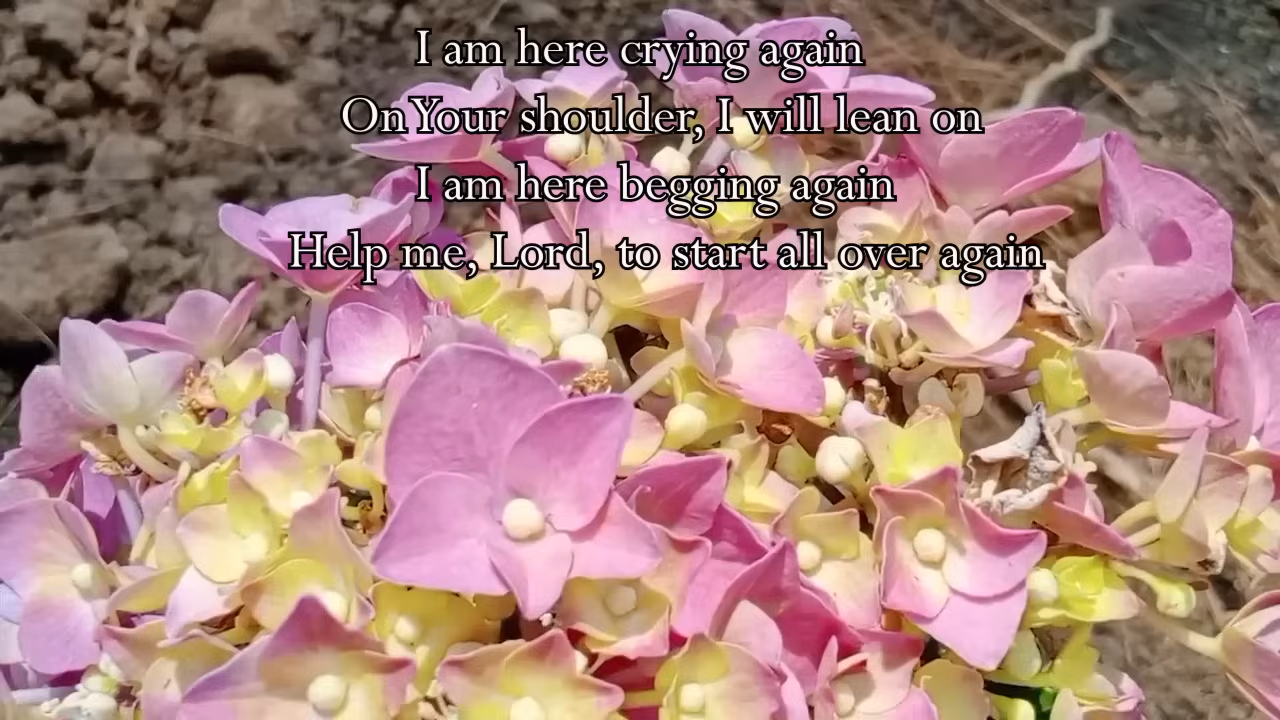 I am here crying again
On Your shoulder, I will lean on
I am here begging again
Help me, Lord, to start all over again